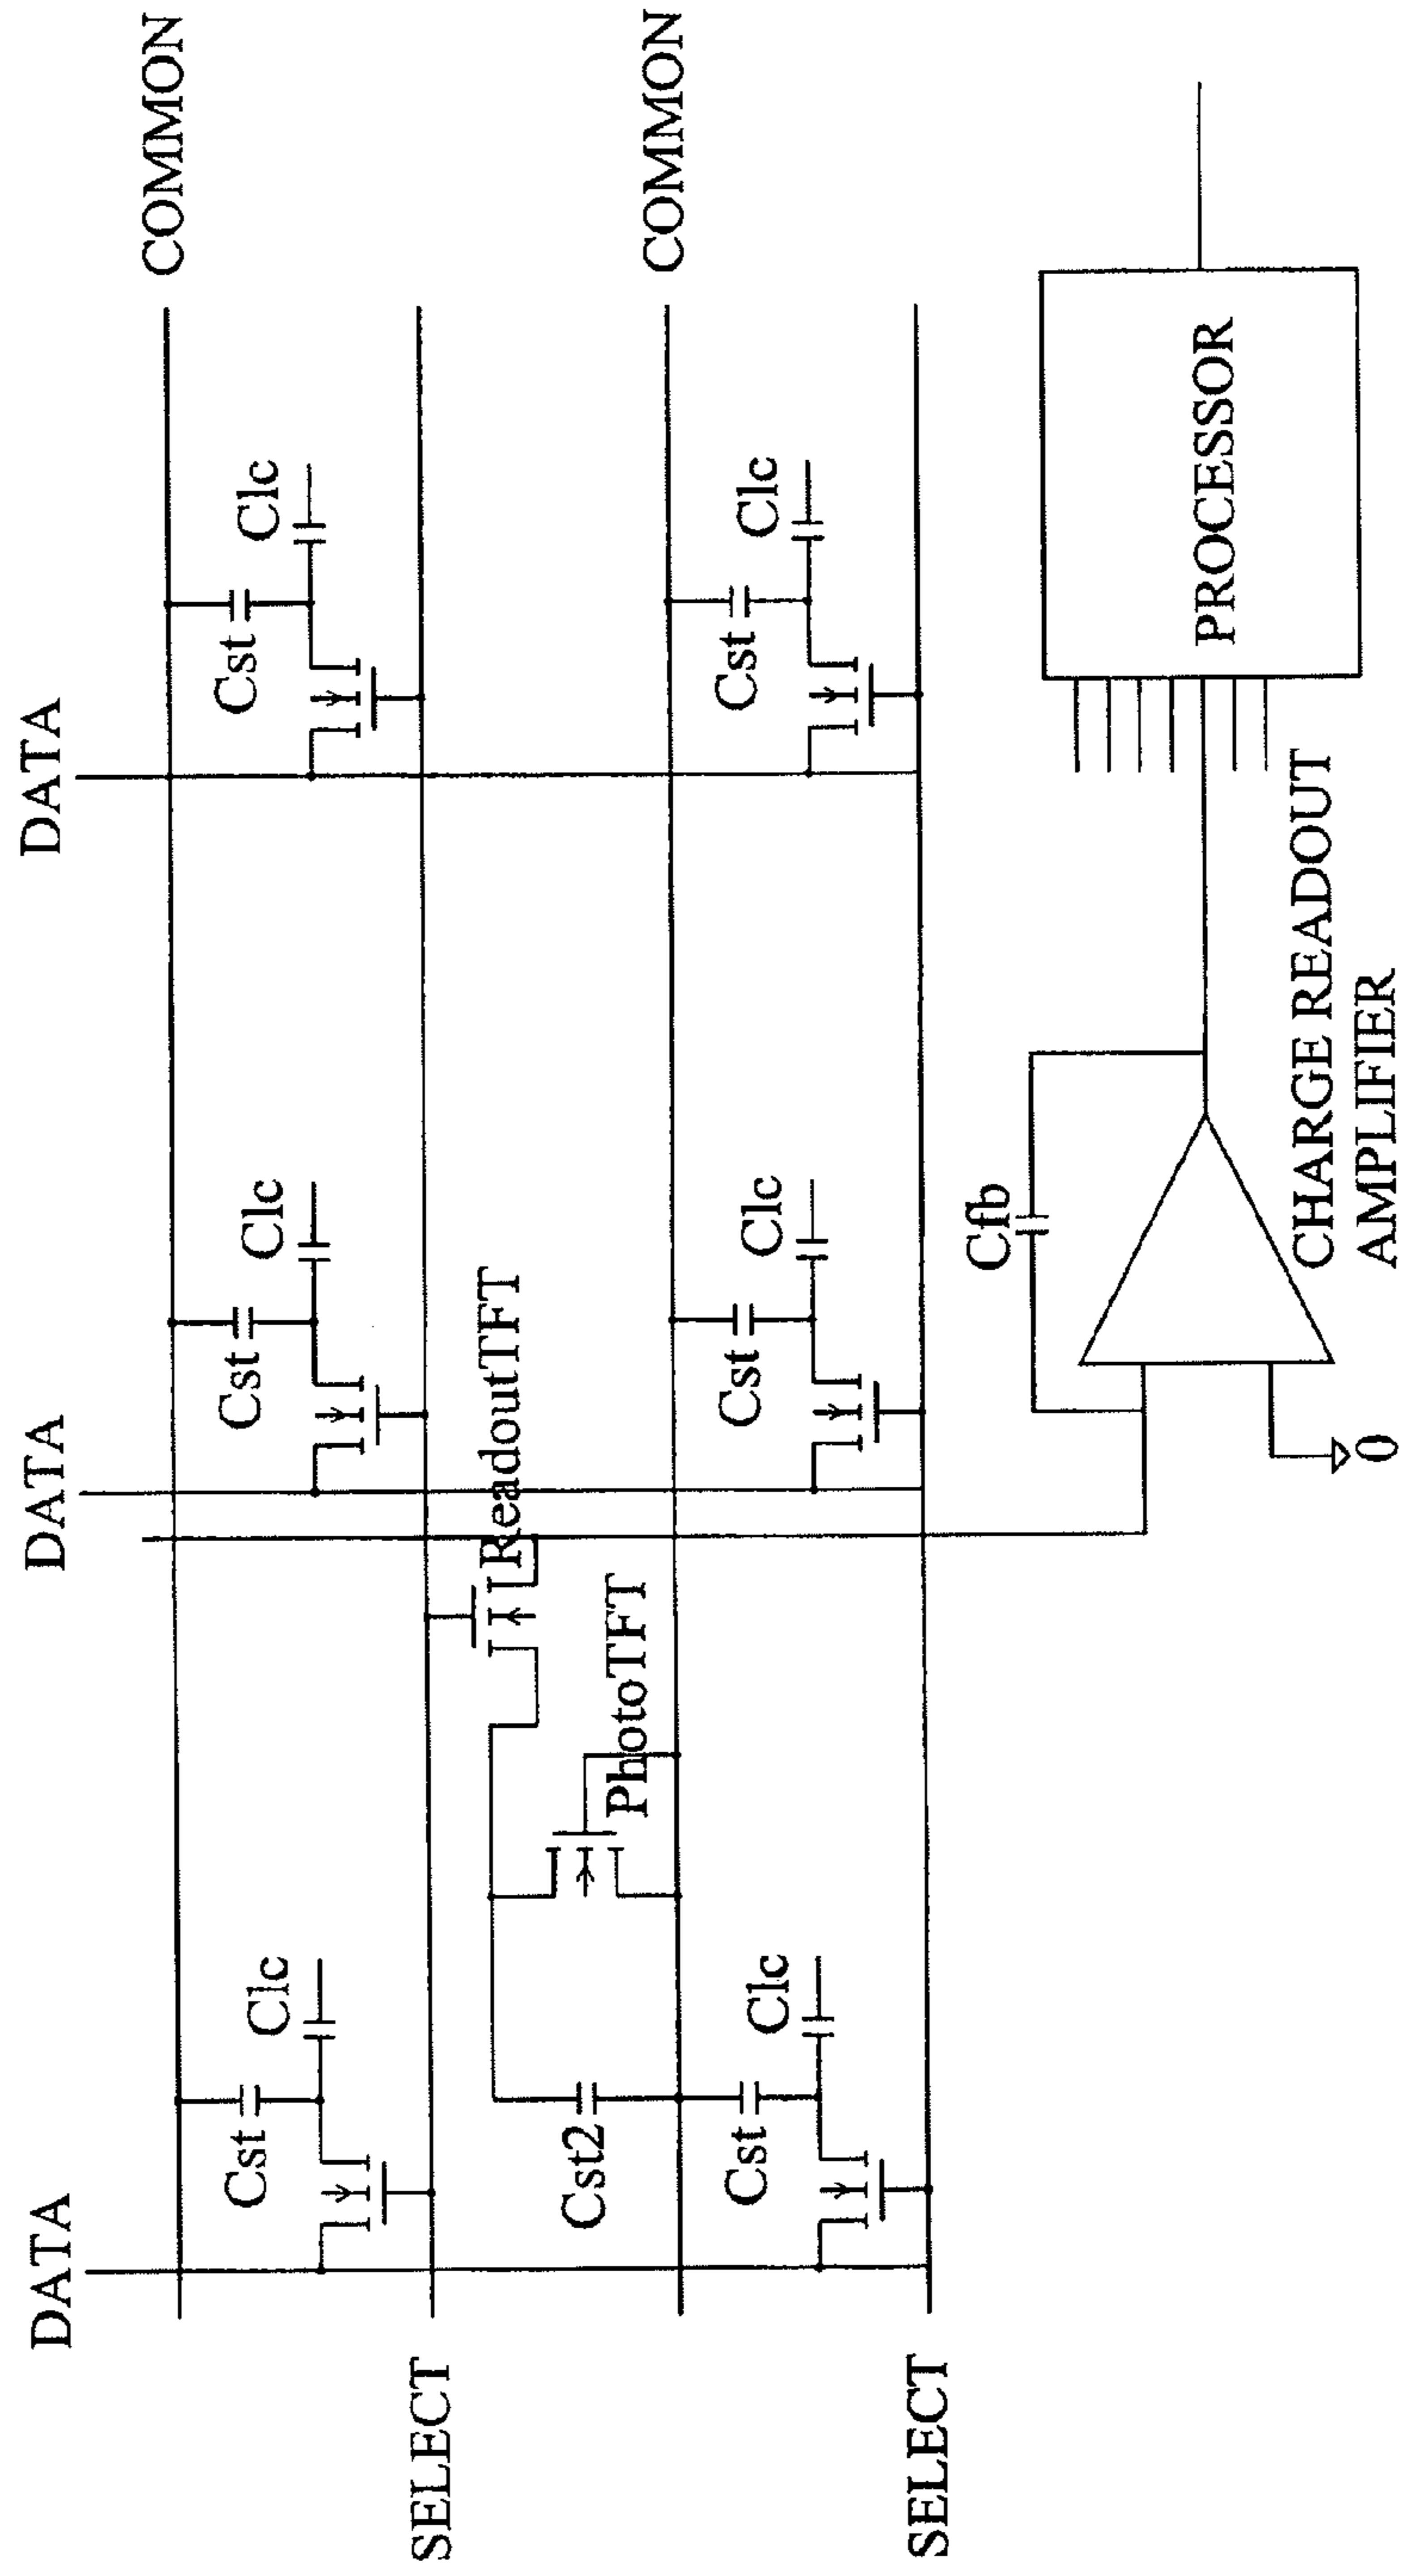 DATA
DATA
DATA
COMMON
Cst
Clc
Cst
Clc
Cst
Clc
SELECT
ReadoutTFT
Cst2
PhotoTFT
COMMON
Cst
Clc
Cst
Clc
Cst
Clc
SELECT
Cfb
PROCESSOR
CHARGE READOUT
AMPLIFIER
0